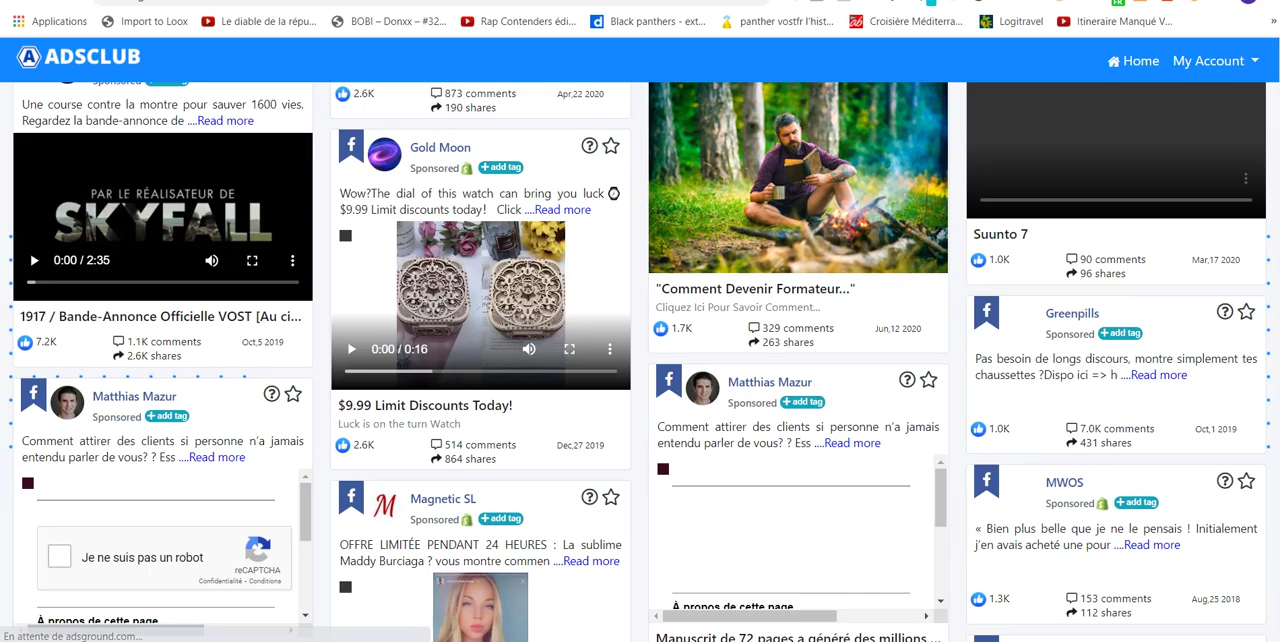 Applications
Import to Loox
Le diable de la répu...
BOBI – Donxx – #32...
Rap Contenders édi...
Black panthers - ext...
panther vostfr l'hist...
Croisière Méditerra...
Logitravel
Itineraire Manqué V...
»
ADSCLUB
Home
My Account
Sponsored
Une course contre la montre pour sauver 1600 vies.
Regardez la bande-annonce de ....Read more
PAR LE RÉALISATEUR DE
SKYFALL
0:00 / 2:35
1917 / Bande-Annonce Officielle VOST [Au ci...
7.2K
1.1K comments
2.6K shares
Oct,5 2019
Matthias Mazur
Sponsored
add tag
Comment attirer des clients si personne n'a jamais
entendu parler de vous? ? Ess ....Read more
Je ne suis pas un robot
reCAPTCHA
Confidentialité - Conditions
À propos de cette page
En attente de adsground.com...
2.6K
873 comments
190 shares
Apr,22 2020
Gold Moon
Sponsored
add tag
Wow?The dial of this watch can bring you luck
$9.99 Limit discounts today! Click ....Read more
0:00 / 0:16
$9.99 Limit Discounts Today!
Luck is on the turn Watch
2.6K
514 comments
864 shares
Dec,27 2019
M
Magnetic SL
Sponsored
add tag
OFFRE LIMITÉE PENDANT 24 HEURES : La sublime
Maddy Burciaga ? vous montre commen ....Read more
"Comment Devenir Formateur..."
Cliquez Ici Pour Savoir Comment...
1.7K
329 comments
263 shares
Jun,12 2020
Matthias Mazur
Sponsored
add tag
Comment attirer des clients si personne n'a jamais
entendu parler de vous? ? Ess ....Read more
À propos de cette page
Manuscrit de 72 pages a généré des millions ...
Suunto 7
1.0K
90 comments
96 shares
Mar,17 2020
Greenpills
Sponsored
add tag
Pas besoin de longs discours, montre simplement tes
chaussettes ?Dispo ici => h ....Read more
1.0K
7.0K comments
431 shares
Oct,1 2019
MWOS
Sponsored
add tag
« Bien plus belle que je ne le pensais ! Initialement
j'en avais acheté une pour ....Read more
1.3K
153 comments
112 shares
Aug,25 2018